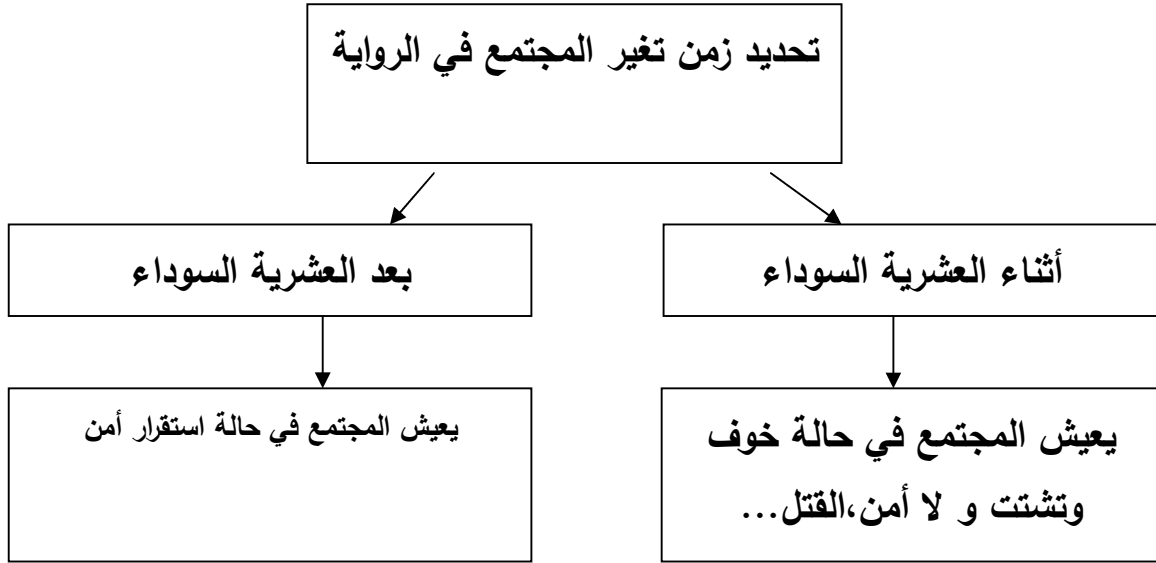 تحديد زمن تغير المجتمع في الرواية
أثناء العشرية السوداء
بعد العشرية السوداء
يعيش المجتمع في حالة خوف
وتشتت و لا أمن،القتل...
يعيش المجتمع في حالة استقرار أمن